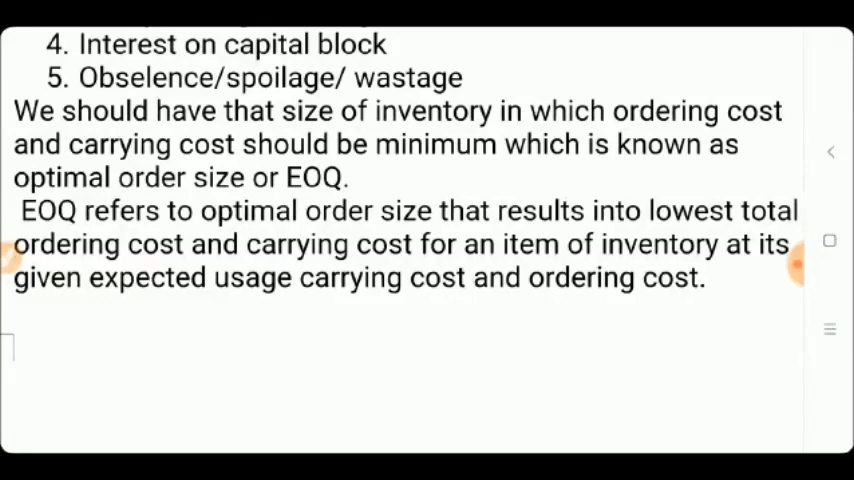 4. Interest on capital block
5. Obselence/spoilage/ wastage
We should have that size of inventory in which ordering cost
and carrying cost should be minimum which is known as
optimal order size or EOQ.
EOQ refers to optimal order size that results into lowest total
ordering cost and carrying cost for an item of inventory at its
given expected usage carrying cost and ordering cost.